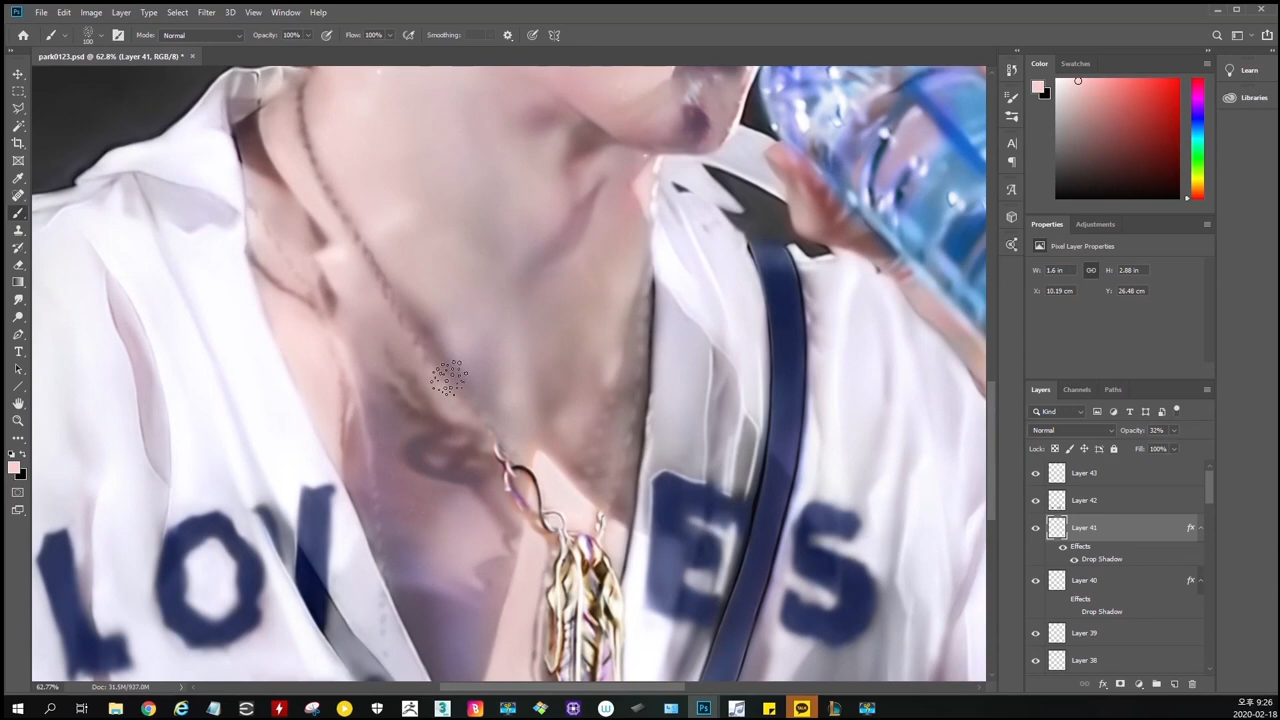 File Edit Image Layer Type Select Filter 3D View Window Help
100 Mode: Normal Opacity: 100% Flow: 100% Smoothing:
park0123.psd @ 62.8% (Layer 41, RGB/8) *
Color Swatches
Learn
Libraries
Properties Adjustments
Pixel Layer Properties
W: 1.6 in H: 2.88 in
X: 10.19 cm Y: 26.48 cm
Layers Channels Paths
Kind
Normal Opacity: 32%
Lock: Fill: 100%
Layer 43
Layer 42
Layer 41 fx
Effects
Drop Shadow
Layer 40 fx
Effects
Drop Shadow
Layer 39
Layer 38
LOV ES
62.77% Doc: 31.5M/937.0M
TALK
오후 9:26
2020-02-18